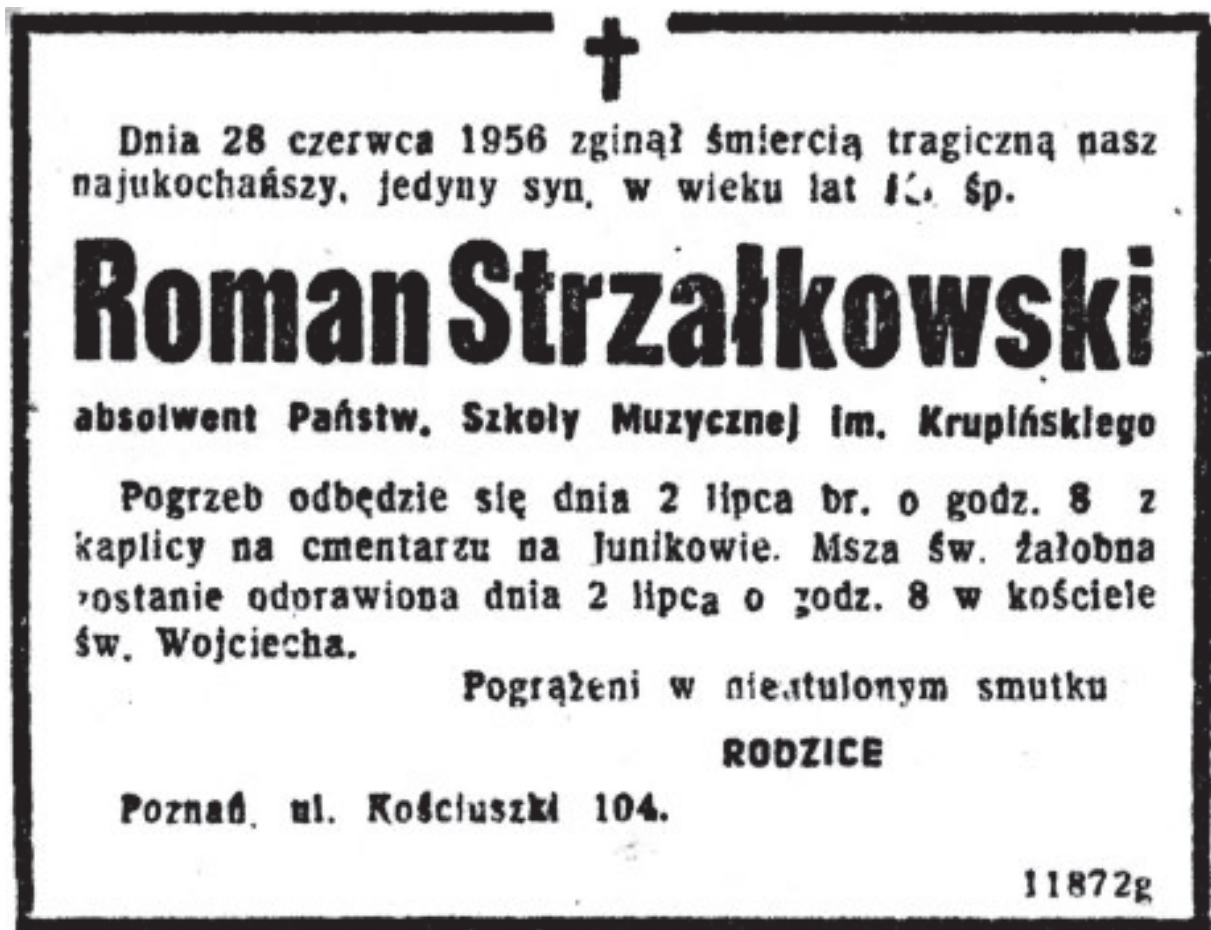 Dnia 28 czerwca 1956 zginął śmiercią tragiczną nasz
najukochańszy, jedyny syn, w wieku lat śp.
Roman Strzałkowski
absolwent Państw. Szkoły Muzycznej im. Krupińskiego
Pogrzeb odbędzie się dnia 2 lipca br. o godz. 8 z
kaplicy na cmentarzu na Junikowie. Msza św. żałobna
zostanie odprawiona dnia 2 lipca o godz. 8 w kościele
św. Wojciecha.
Pogrążeni w nieutulonym smutku
RODZICE
Poznań, ul. Kościuszki 104.
11872g